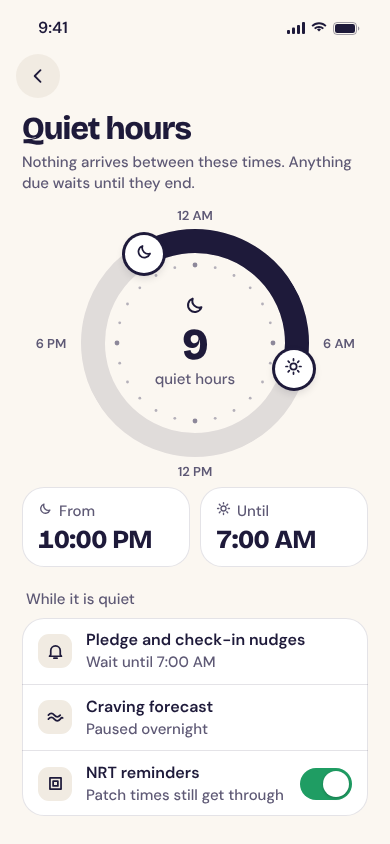 9:41
Quiet hours
Nothing arrives between these times. Anything
due waits until they end.
12 AM
6 PM
9
quiet hours
6 AM
12 PM
From
10:00 PM
Until
7:00 AM
While it is quiet
Pledge and check-in nudges
Wait until 7:00 AM
Craving forecast
Paused overnight
NRT reminders
Patch times still get through